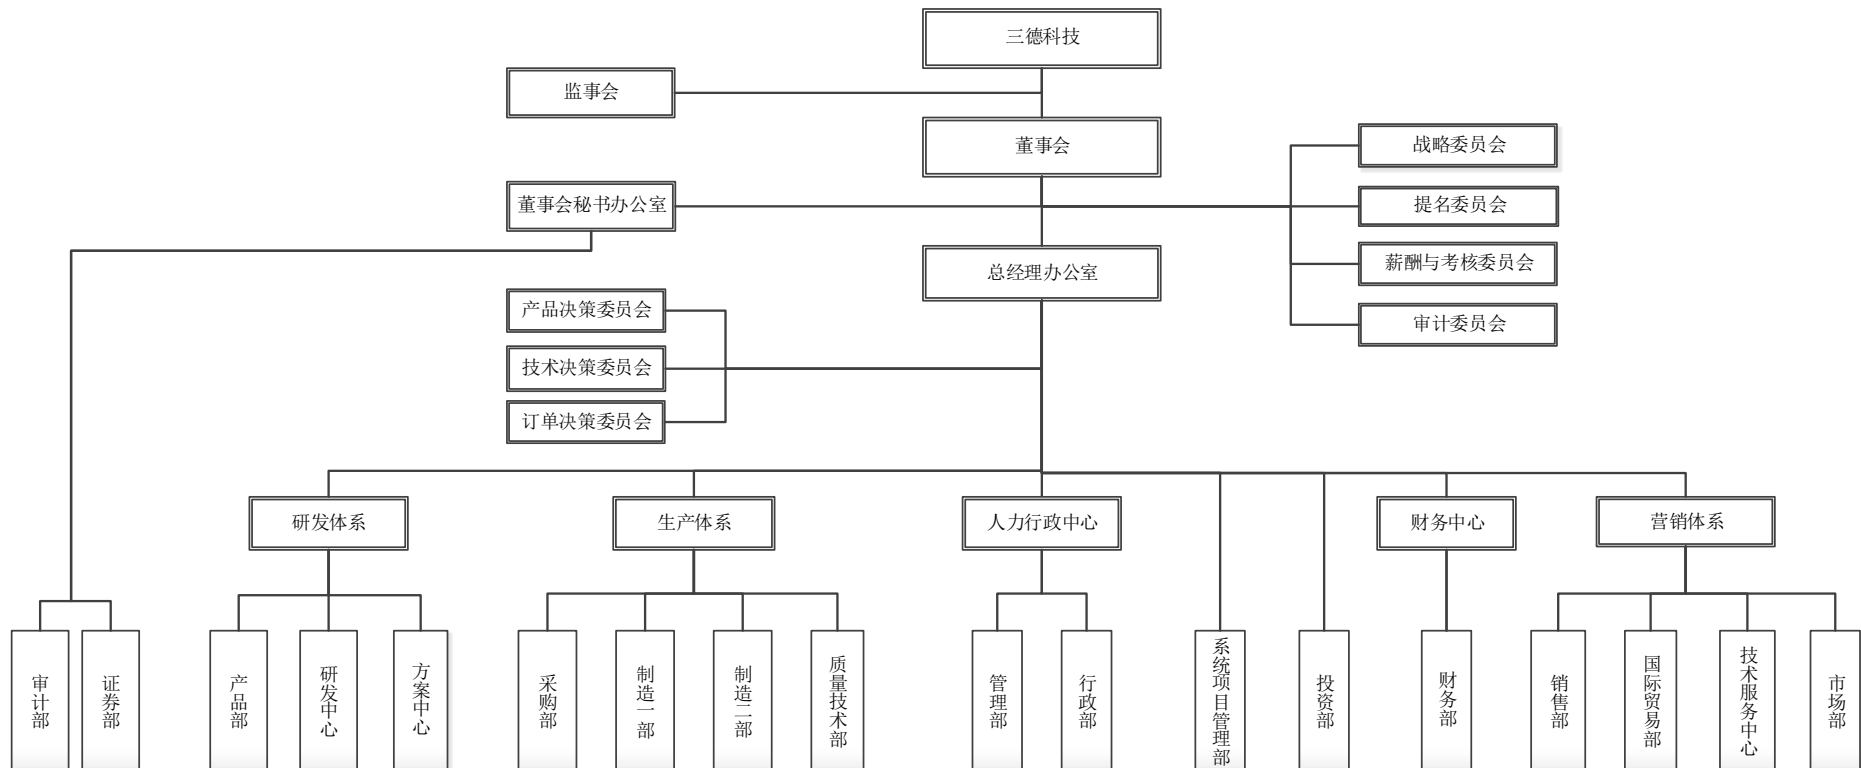 三德科技
监事会
董事会
战略委员会
董事会秘书办公室
提名委员会
总经理办公室
薪酬与考核委员会
产品决策委员会
审计委员会
技术决策委员会
订单决策委员会
研发体系
生产体系
人力行政中心
财务中心
营销体系
审计部
证券部
产品部
研发中心
方案中心
采购部
制造一部
制造二部
质量技术部
管理部
行政部
系统项目管理部
投资部
财务部
销售部
国际贸易部
技术服务中心
市场部